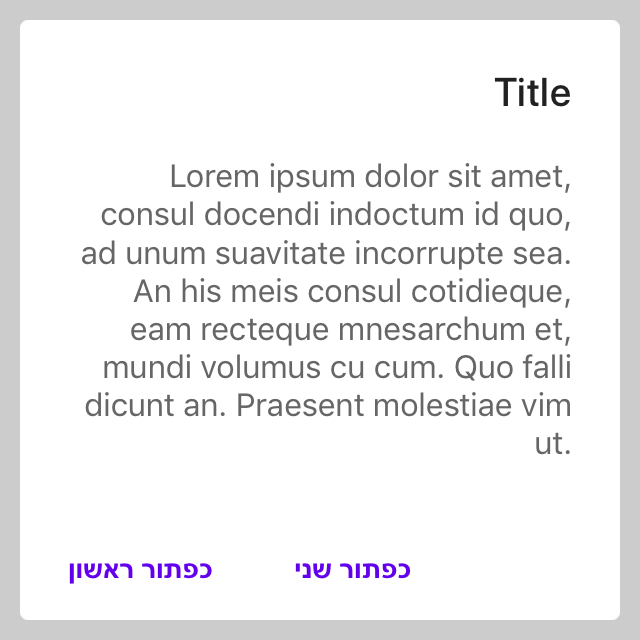 Title
Lorem ipsum dolor sit amet,
consul docendi indoctum id quo,
ad unum suavitate incorrupte sea.
An his meis consul cotidieque,
eam recteque mnesarchum et,
mundi volumus cu cum. Quo falli
dicunt an. Praesent molestiae vim
ut.
כפתור שני
כפתור ראשון